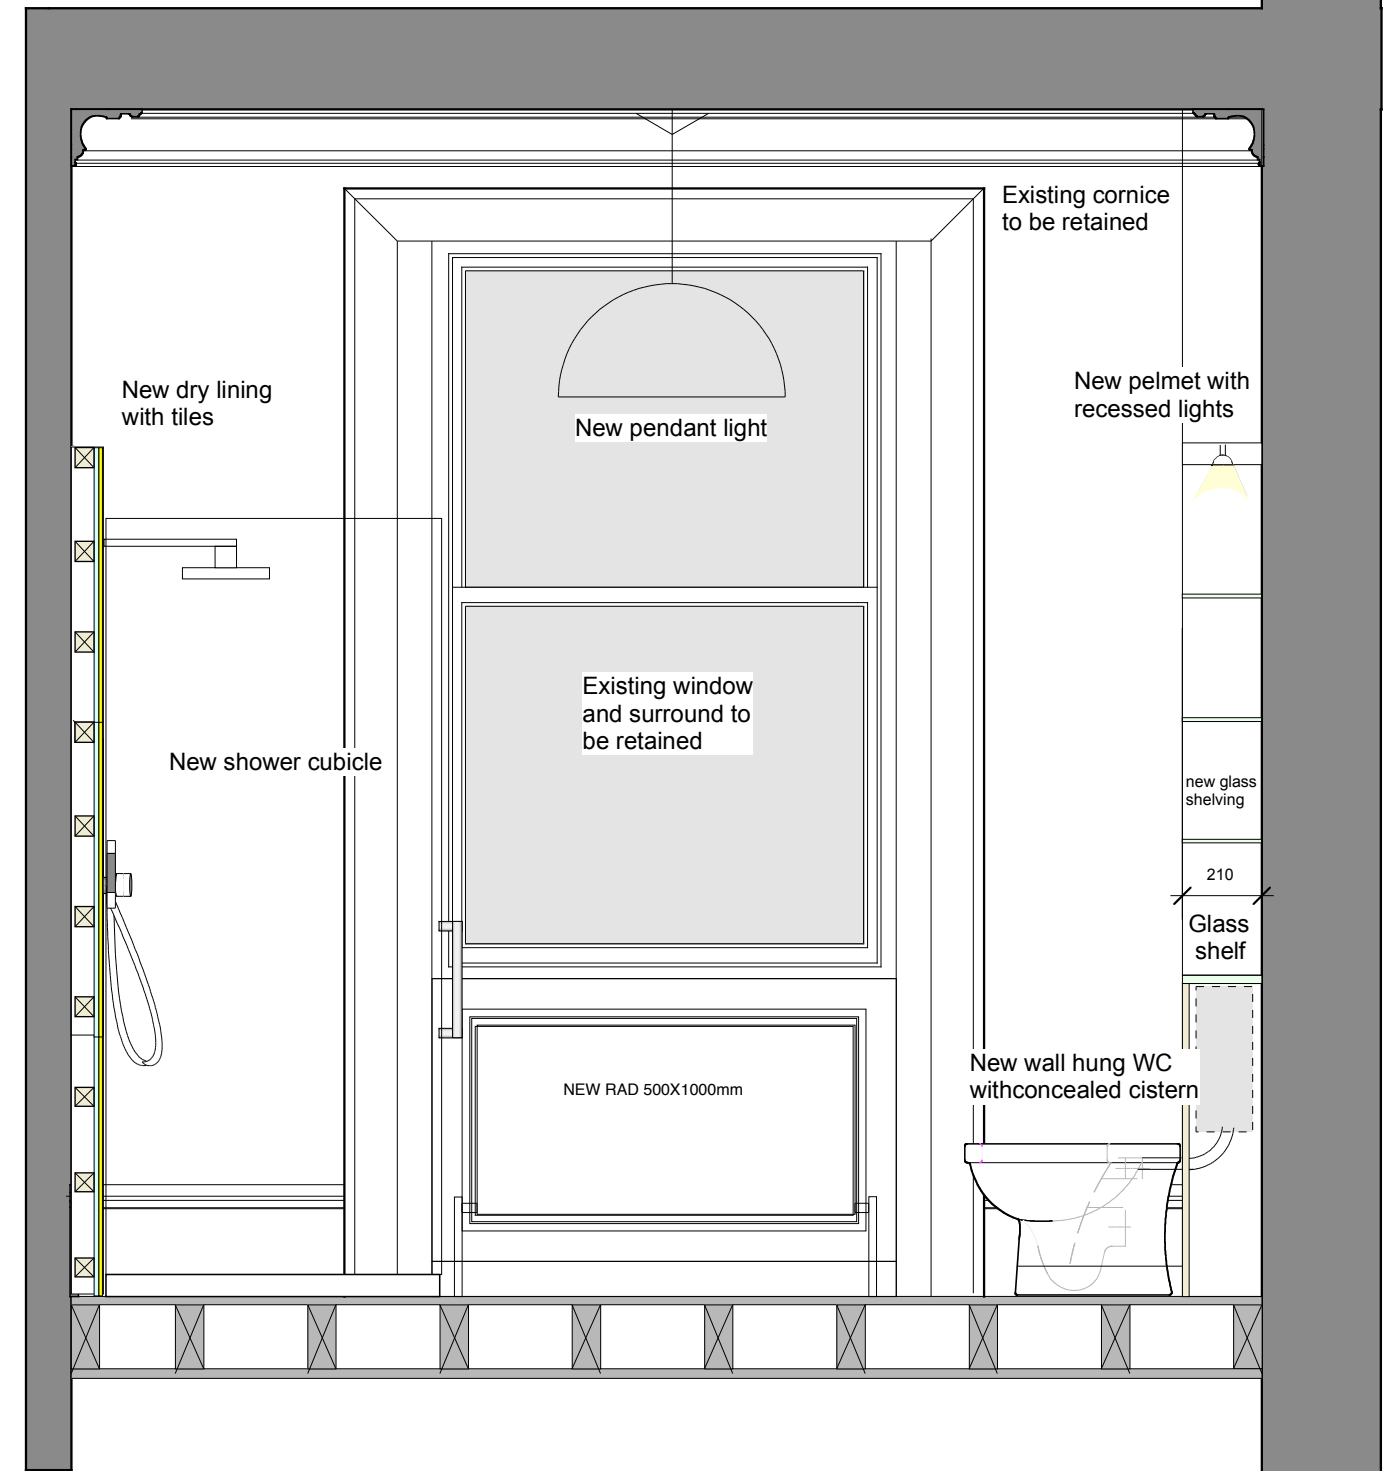 Existing cornice
to be retained
New dry lining
with tiles
New pelmet with
recessed lights
New pendant light
Existing window
and surround to
be retained
New shower cubicle
new glass
shelving
210
Glass
shelf
New wall hung WC
withconcealed cistern
NEW RAD 500X1000mm